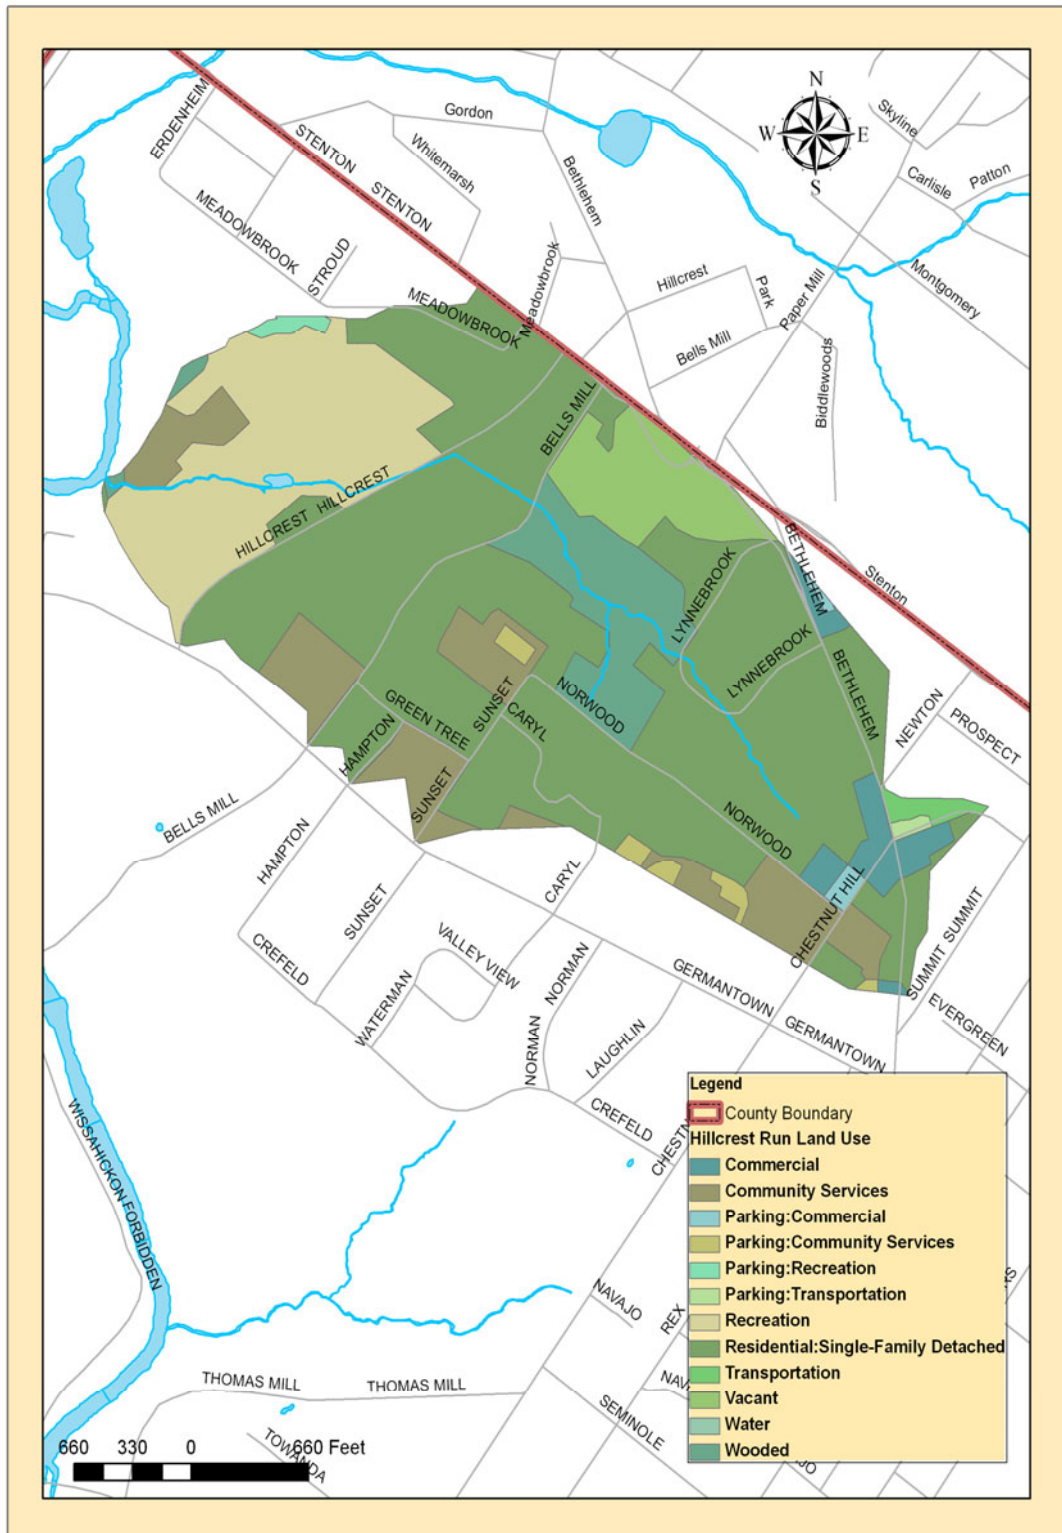 N
W E
S
Skyline
Carlisle
Patton
Montgomery
Gordon
Whitemarsh
Bethlehem
ERDENHEIM
STENTON
STENTON
MEADOWBROOK
STROUD
MEADOWBROOK
Meadowbrook
Hillcrest
Park
Paper Mill
Bells Mill
Biddlewoods
BELLS MILL
HILLCREST
HILLCREST
BETHLEHEM
Stenton
LYNNEBROOK
LYNNEBROOK
BETHLEHEM
NEWTON
PROSPECT
NORWOOD
SUNSET
CARYL
GREEN TREE
HAMPTON
SUNSET
NORWOOD
BELLS MILL
HAMPTON
SUNSET
CARYL
CHESTNUT HILL
SUMMIT
SUMMIT
EVERGREEN
CREFELD
VALLEY VIEW
WATERMAN
NORMAN
NORMAN
GERMANTOWN
GERMANTOWN
LAUGHLIN
CREFELD
CHESTN
WISSAHICKON FORBIDDEN
NAVAJO
REX
NAV
RS
THOMAS MILL
THOMAS MILL
SEMINOLE
TOWANDA
JO
660 330 0 660 Feet
Legend
County Boundary
Hillcrest Run Land Use
Commercial
Community Services
Parking:Commercial
Parking:Community Services
Parking:Recreation
Parking:Transportation
Recreation
Residential:Single-Family Detached
Transportation
Vacant
Water
Wooded